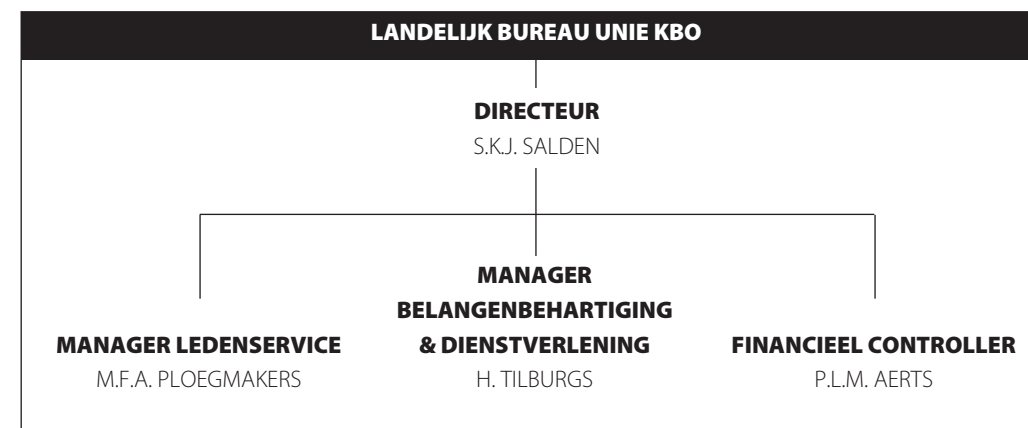 LANDELIJK BUREAU UNIE KBO
DIRECTEUR
S.K.J. SALDEN
MANAGER LEDENSERVICE
M.F.A. PLOEGMAKERS
MANAGER
BELANGENBEHARTIGING
& DIENSTVERLENING
H. TILBURGS
FINANCIEEL CONTROLLER
P.L.M. AERTS